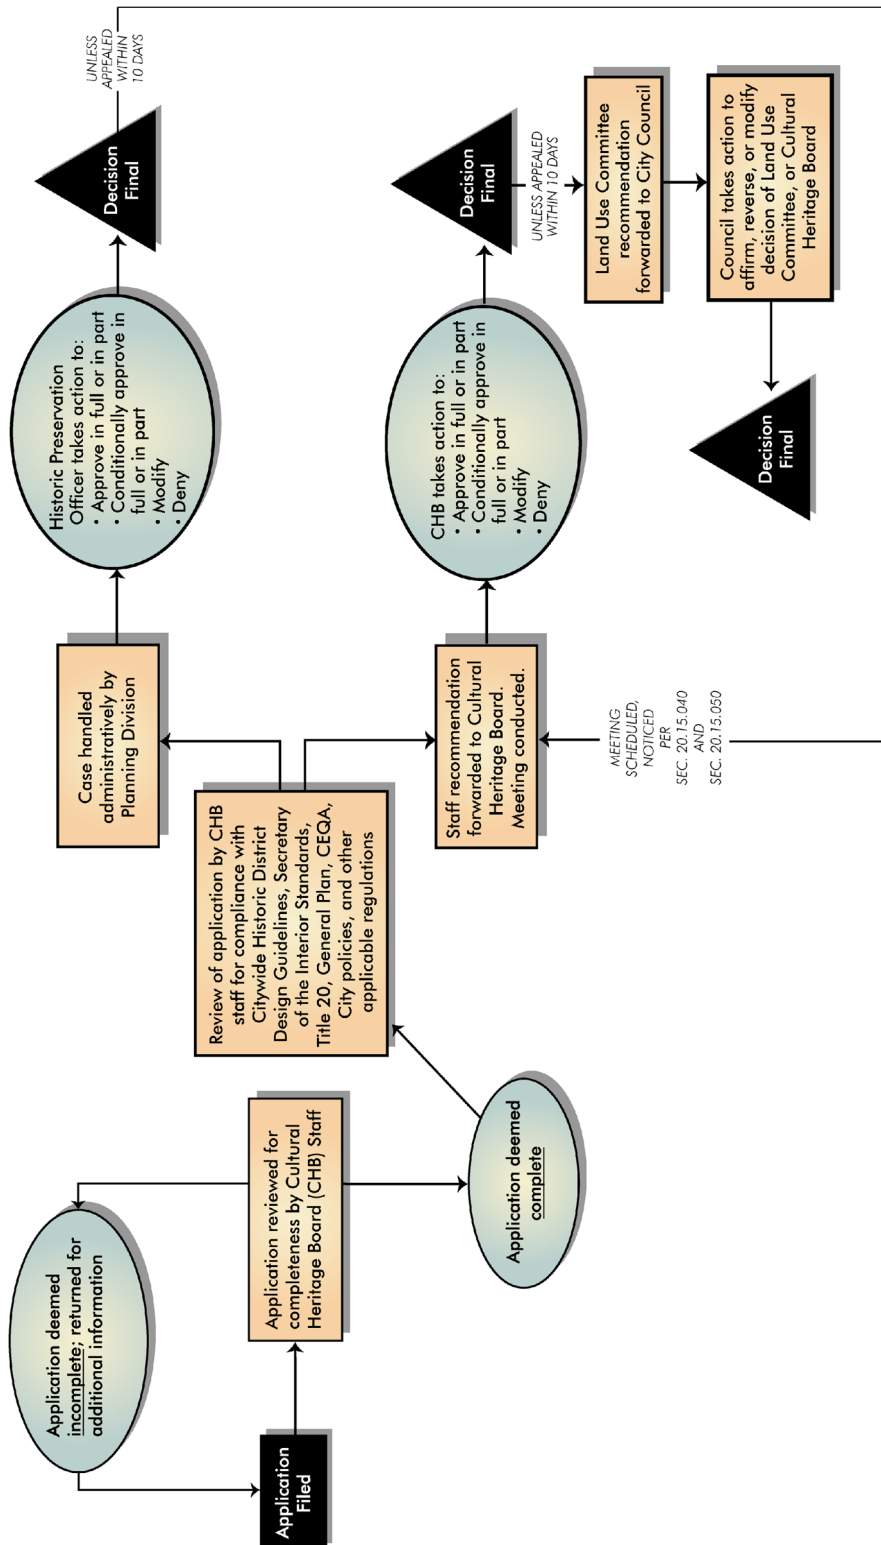 Application
Filed
Application deemed
incomplete; returned for
additional information
Application reviewed for
completeness by Cultural
Heritage Board (CHB) Staff
Application deemed
complete
Review of application by CHB
staff for compliance with
Citywide Historic District
Design Guidelines, Secretary
of the Interior Standards,
Title 20, General Plan, CEQA,
City policies, and other
applicable regulations
Case handled
administratively by
Planning Division
Historic Preservation
Officer takes action to:
• Approve in full or in part
• Conditionally approve in
full or in part
• Modify
• Deny
Decision
Final
UNLESS
APPEALED
WITHIN
10 DAYS
Staff recommendation
forwarded to Cultural
Heritage Board.
Meeting conducted.
MEETING
SCHEDULED,
NOTICED
PER
SEC. 20.15.040
AND
SEC. 20.15.050
CHB takes action to:
• Approve in full or in part
• Conditionally approve in
full or in part
• Modify
• Deny
Decision
Final
UNLESS APPEALED
WITHIN 10 DAYS
Land Use Committee
recommendation
forwarded to City Council
Council takes action to
affirm, reverse, or modify
decision of Land Use
Committee, or Cultural
Heritage Board
Decision
Final